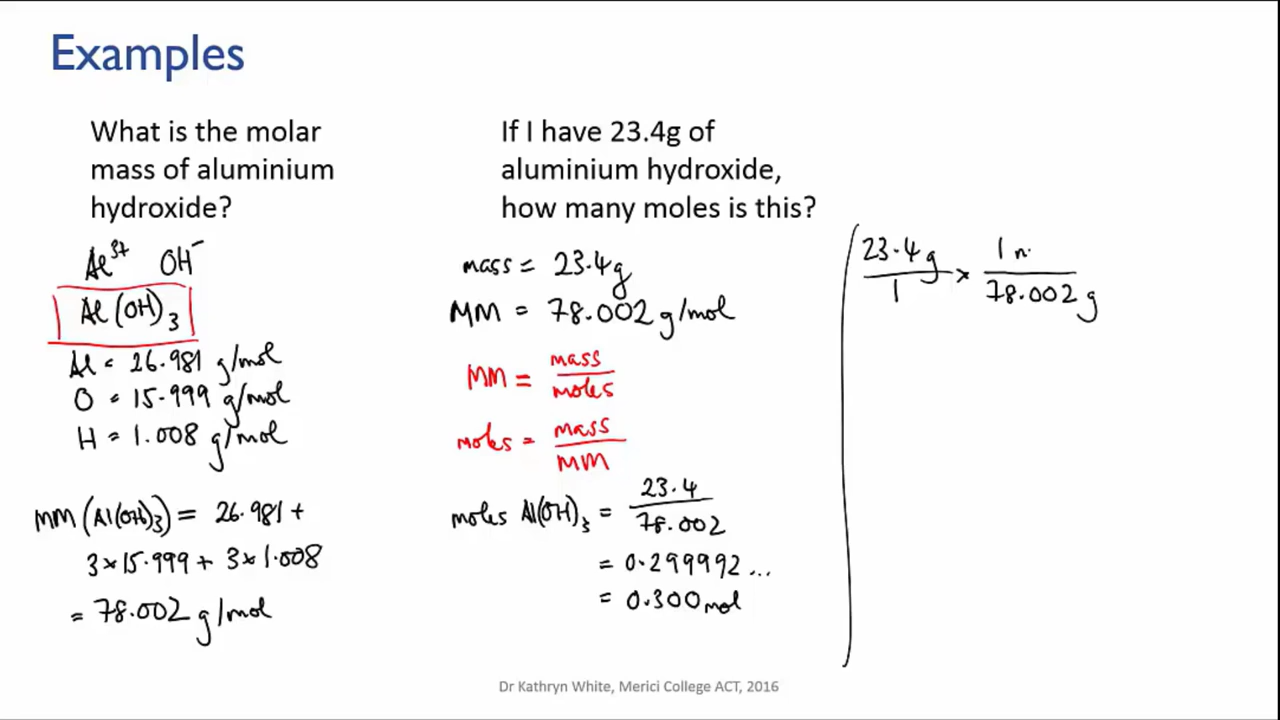 Examples
What is the molar
mass of aluminium
hydroxide?
Al³⁺ OH⁻
Al(OH)₃
Al = 26.981 g/mol
O = 15.999 g/mol
H = 1.008 g/mol
MM (Al(OH)₃) = 26.981 +
3 × 15.999 + 3 × 1.008
= 78.002 g/mol
If I have 23.4g of
aluminium hydroxide,
how many moles is this?
mass = 23.4g
MM = 78.002 g/mol
MM = mass
moles
moles = mass
MM
moles Al(OH)₃ = 23.4
78.002
= 0.299992...
= 0.300 mol
23.4 g × 1
1 78.002 g
Dr Kathryn White, Merici College ACT, 2016